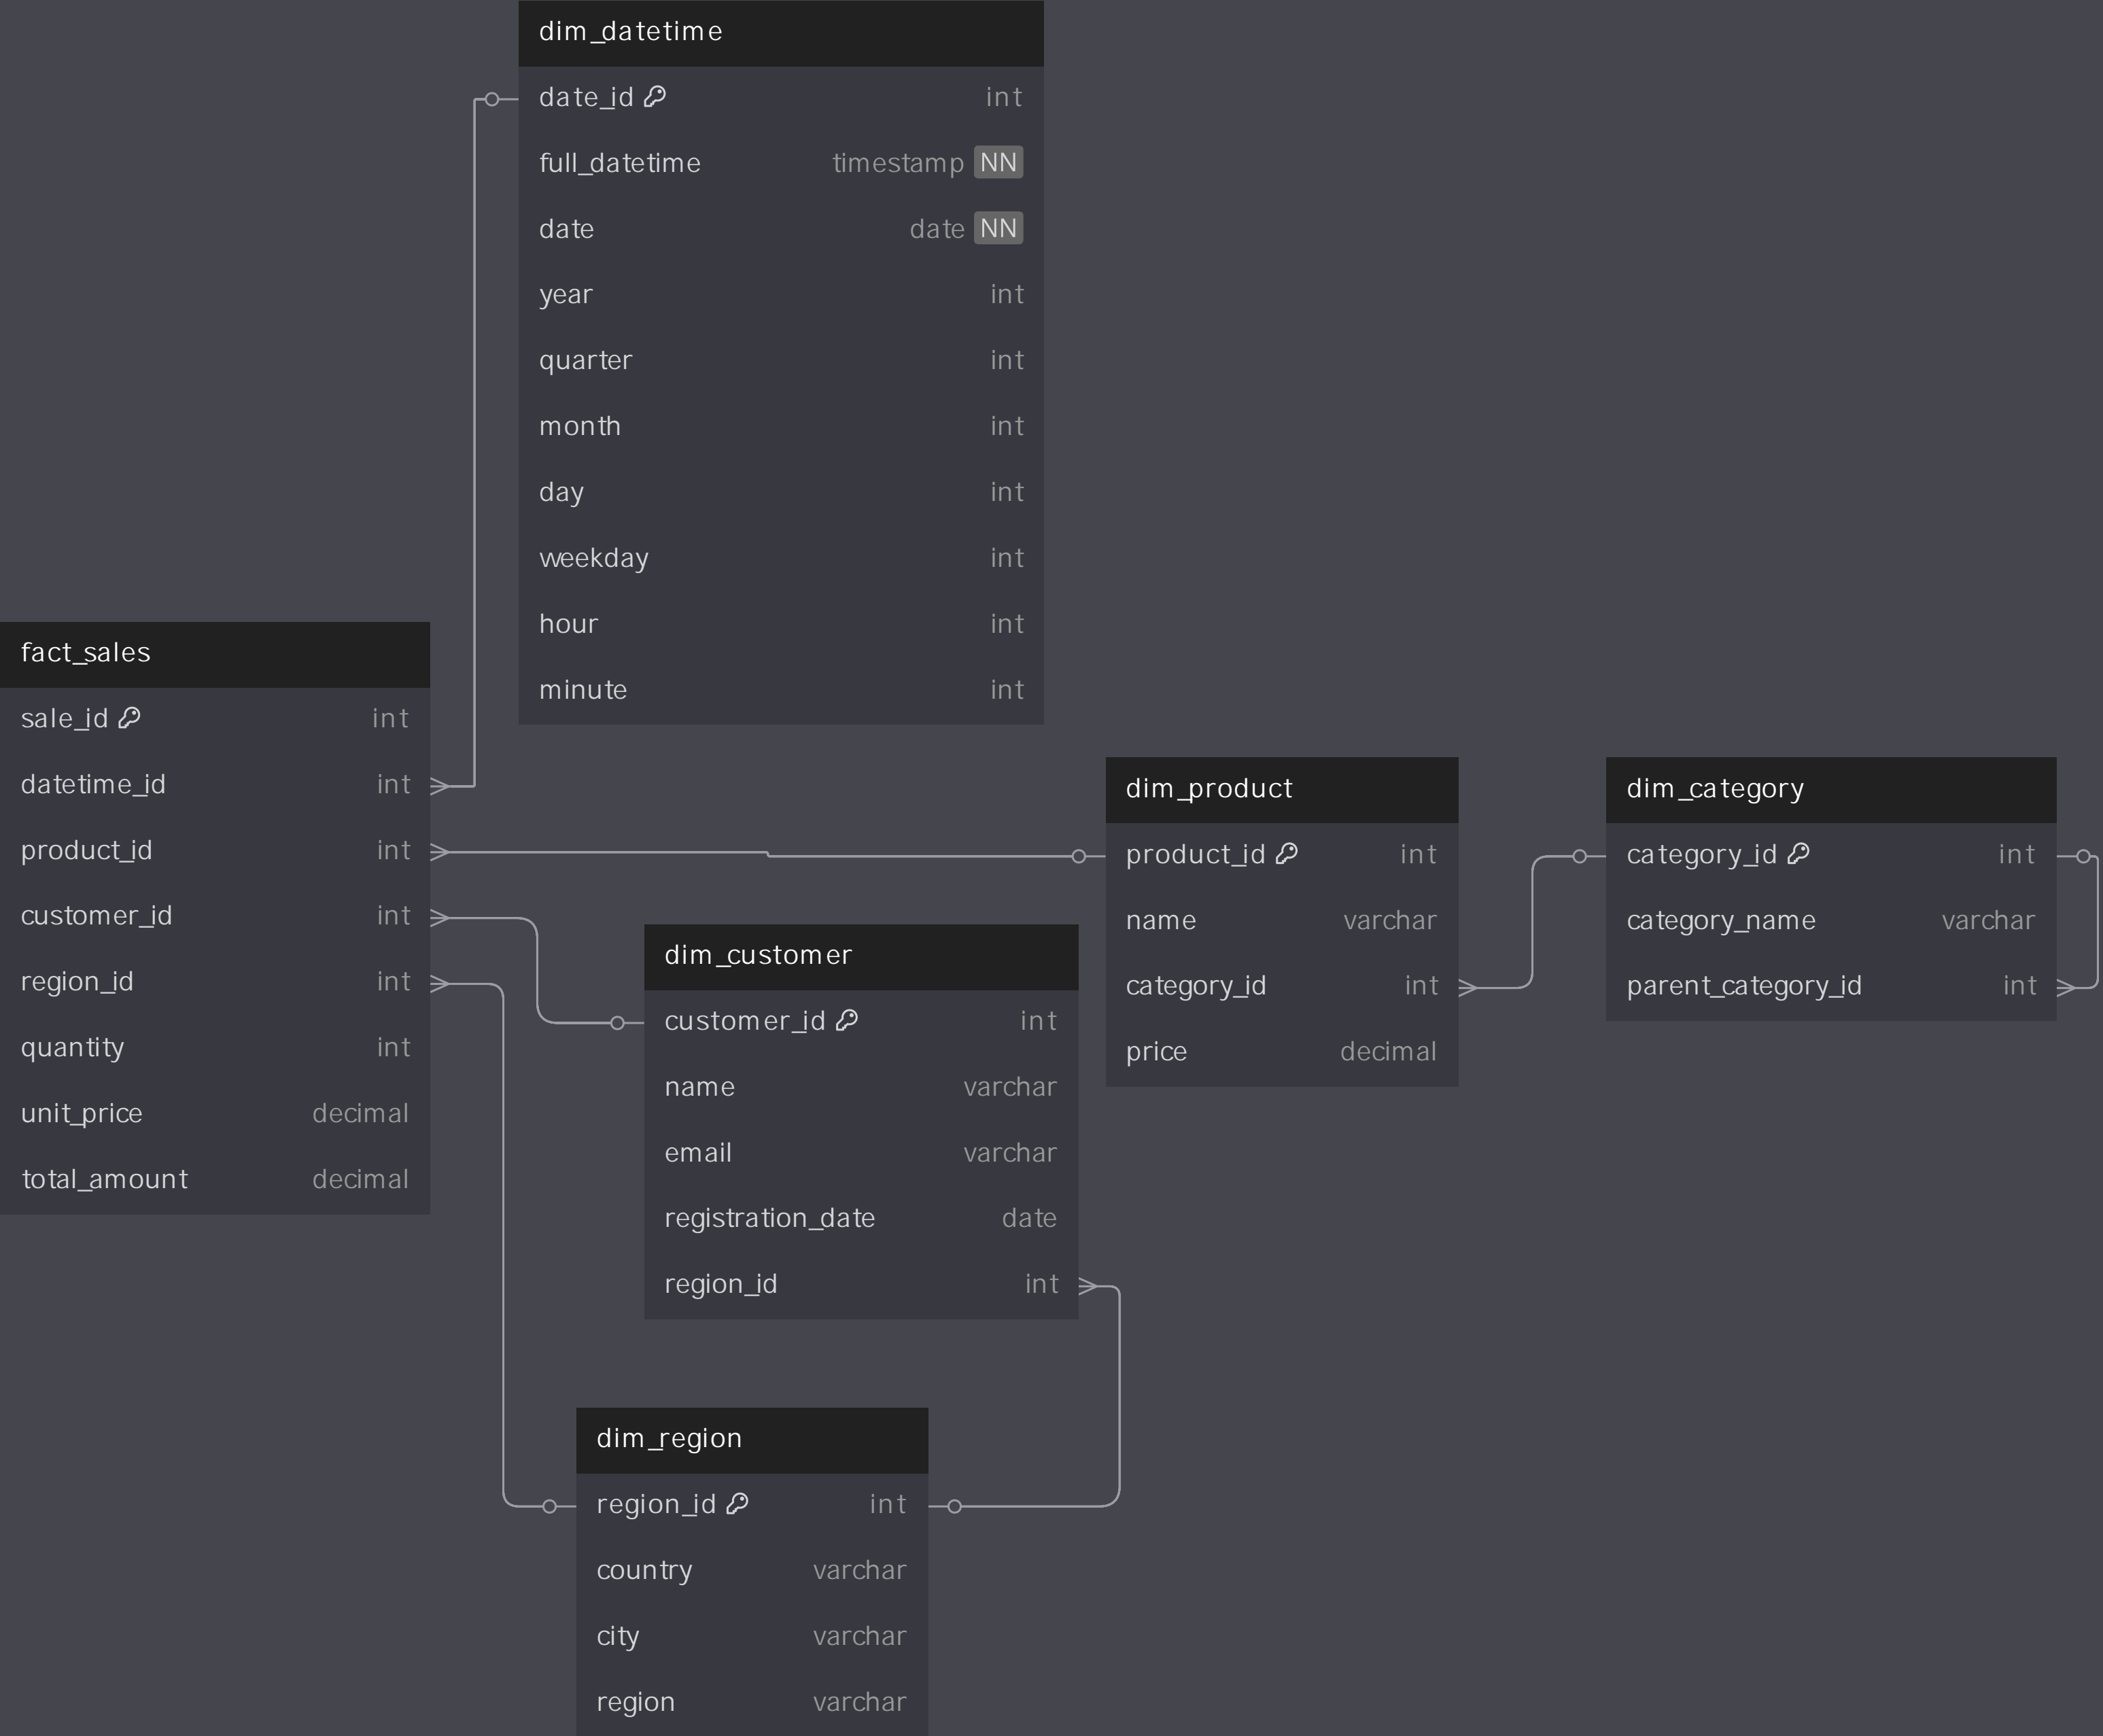 dim_datetime
date_id int
full_datetime timestamp NN
date date NN
year int
quarter int
month int
day int
weekday int
hour int
minute int
fact_sales
sale_id int
datetime_id int
product_id int
customer_id int
region_id int
quantity int
unit_price decimal
total_amount decimal
dim_product
product_id int
name varchar
category_id int
price decimal
dim_category
category_id int
category_name varchar
parent_category_id int
dim_customer
customer_id int
name varchar
email varchar
registration_date date
region_id int
dim_region
region_id int
country varchar
city varchar
region varchar